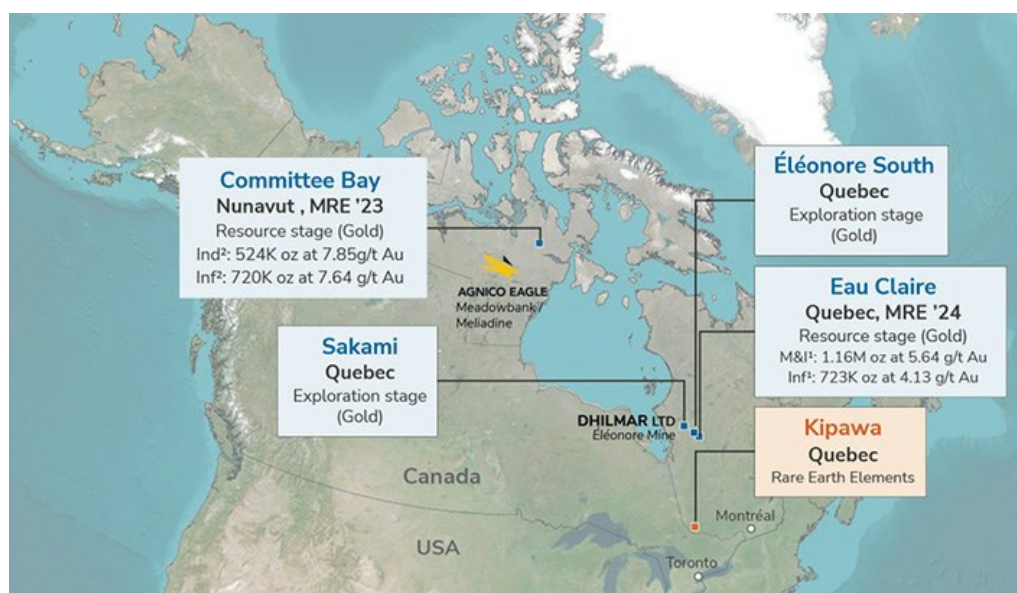 Committee Bay
Nunavut , MRE '23
Resource stage (Gold)
Ind²: 524K oz at 7.85g/t Au
Inf²: 720K oz at 7.64 g/t Au
AGNICO EAGLE
Meadowbank/
Meliadine
Sakami
Quebec
Exploration stage
(Gold)
Éléonore South
Quebec
Exploration stage
(Gold)
Eau Claire
Quebec, MRE '24
Resource stage (Gold)
M&I¹: 1.16M oz at 5.64 g/t Au
Inf¹: 723K oz at 4.13 g/t Au
DHILMAR LTD
Éléonore Mine
Kipawa
Quebec
Rare Earth Elements
Canada
USA
Montréal
Toronto